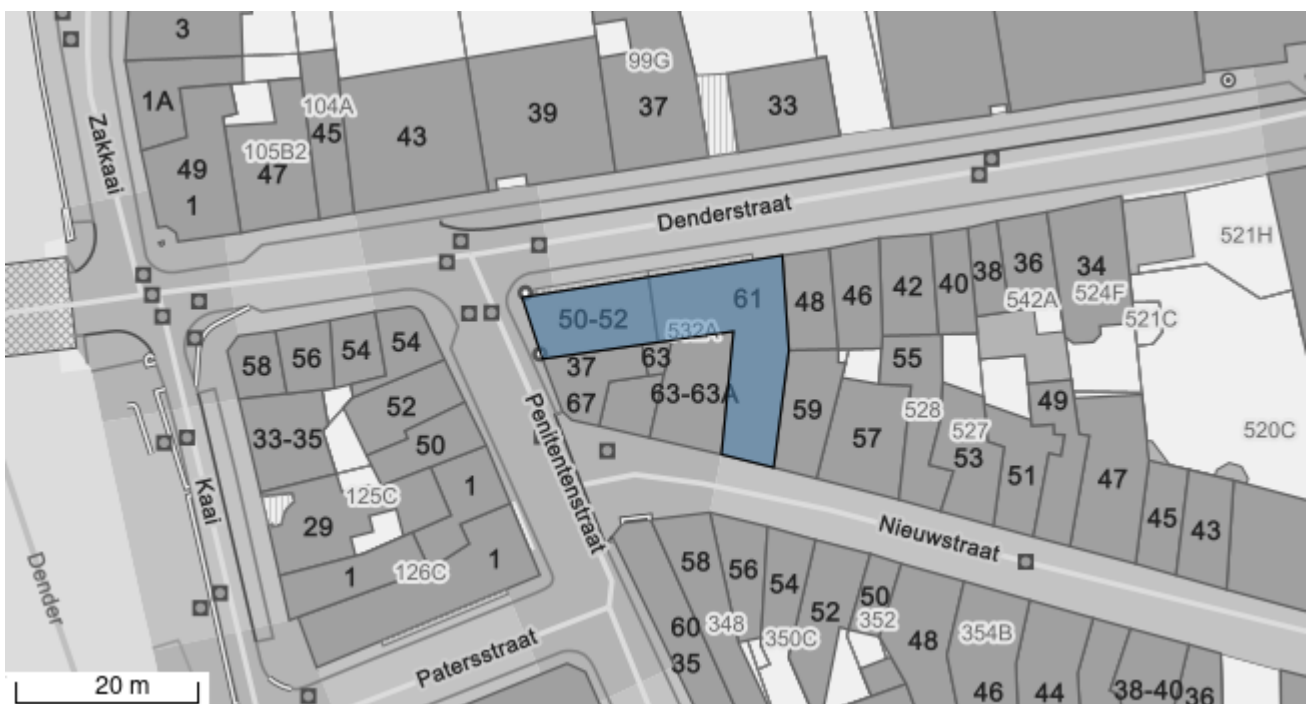 3
99G
1A
104A
45
43
39
37
33
Zakkaai
49
105B2
47
1
Denderstraat
521H
38
36
34
50-52
61
48
46
42
40
542A
524F
521C
532A
58
56
54
54
37
63
55
67
63-63A
52
59
528
49
33-35
50
57
527
53
51
47
520C
Penitentenstraat
Kaai
29
125C
1
45
43
Nieuwstraat
Dender
1
126C
1
58
56
54
50
60
348
350C
52
352
48
354B
Patersstraat
35
46
44
38-40
36
20 m